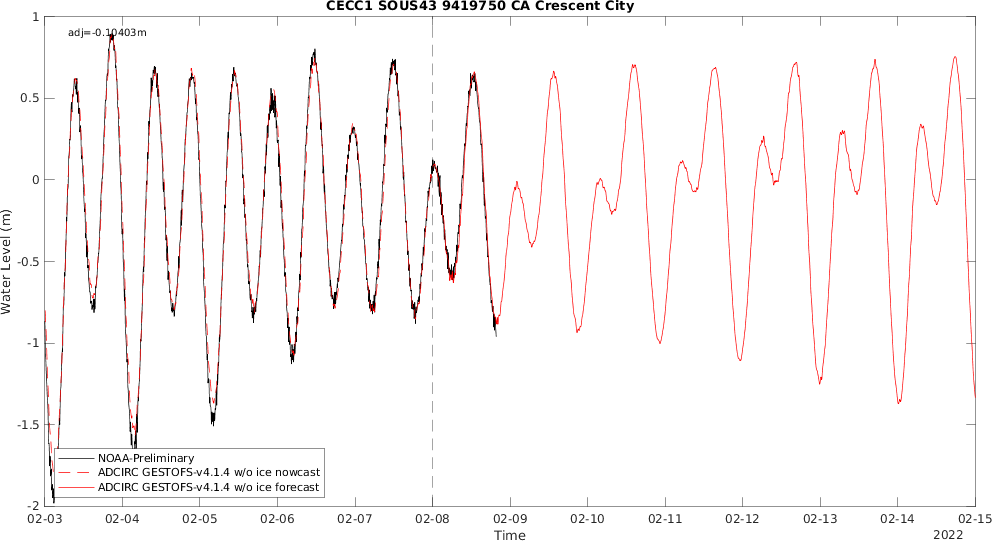 CECC1 SOUS43 9419750 CA Crescent City
adj=-0.10403m
1
0.5
0
-0.5
-1
-1.5
-2
Water Level (m)
NOAA-Preliminary
ADCIRC GESTOFS-v4.1.4 w/o ice nowcast
ADCIRC GESTOFS-v4.1.4 w/o ice forecast
02-03 02-04 02-05 02-06 02-07 02-08 02-09 02-10 02-11 02-12 02-13 02-14 02-15
Time
2022